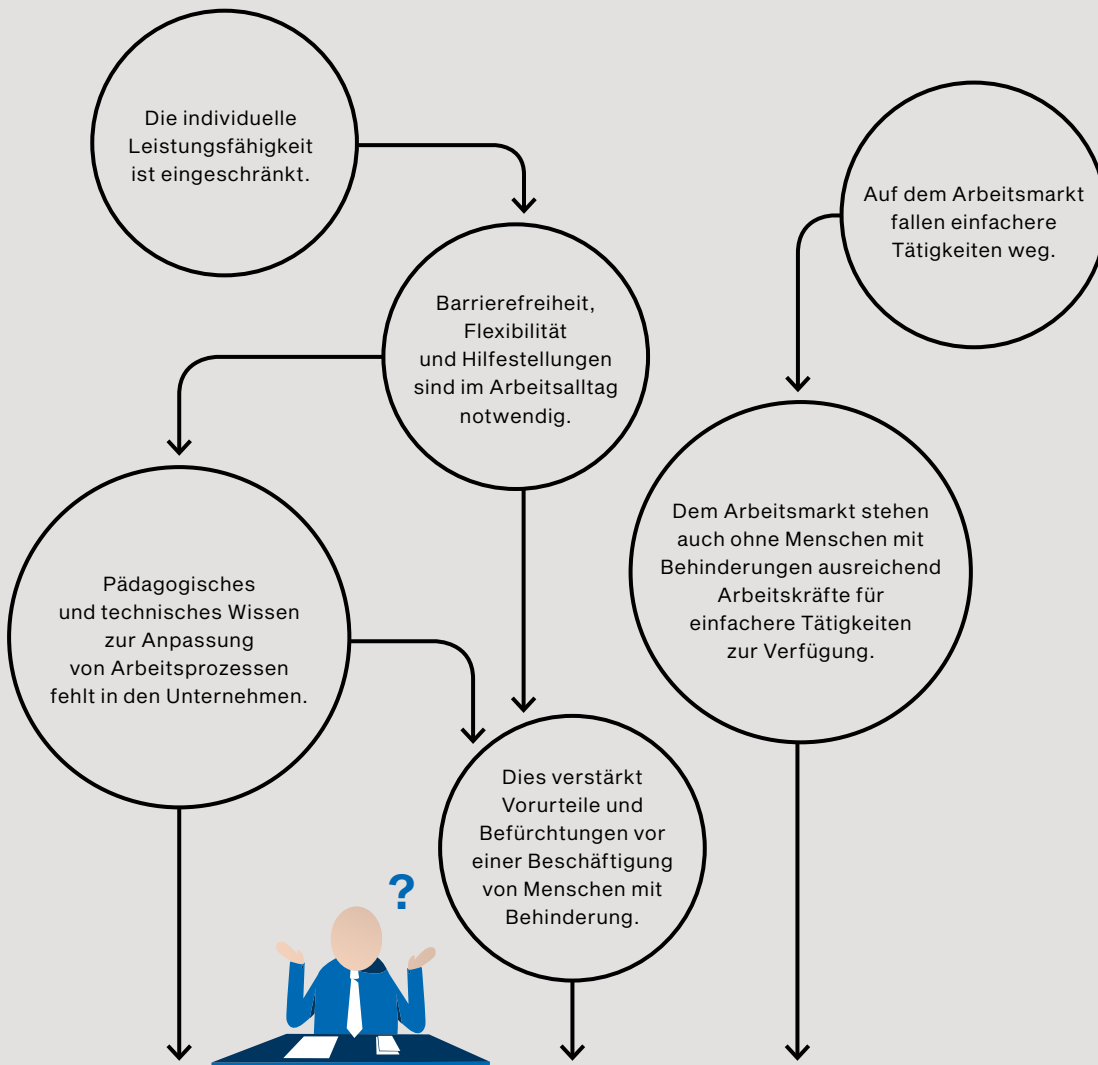 Die individuelle
Leistungsfähigkeit
ist eingeschränkt.
Auf dem Arbeitsmarkt
fallen einfachere
Tätigkeiten weg.
Barrierefreiheit,
Flexibilität
und Hilfestellungen
sind im Arbeitsalltag
notwendig.
Dem Arbeitsmarkt stehen
auch ohne Menschen mit
Behinderungen ausreichend
Arbeitskräfte für
einfachere Tätigkeiten
zur Verfügung.
Pädagogisches
und technisches Wissen
zur Anpassung
von Arbeitsprozessen
fehlt in den Unternehmen.
Dies verstärkt
Vorurteile und
Befürchtungen vor
einer Beschäftigung
von Menschen mit
Behinderung.
?